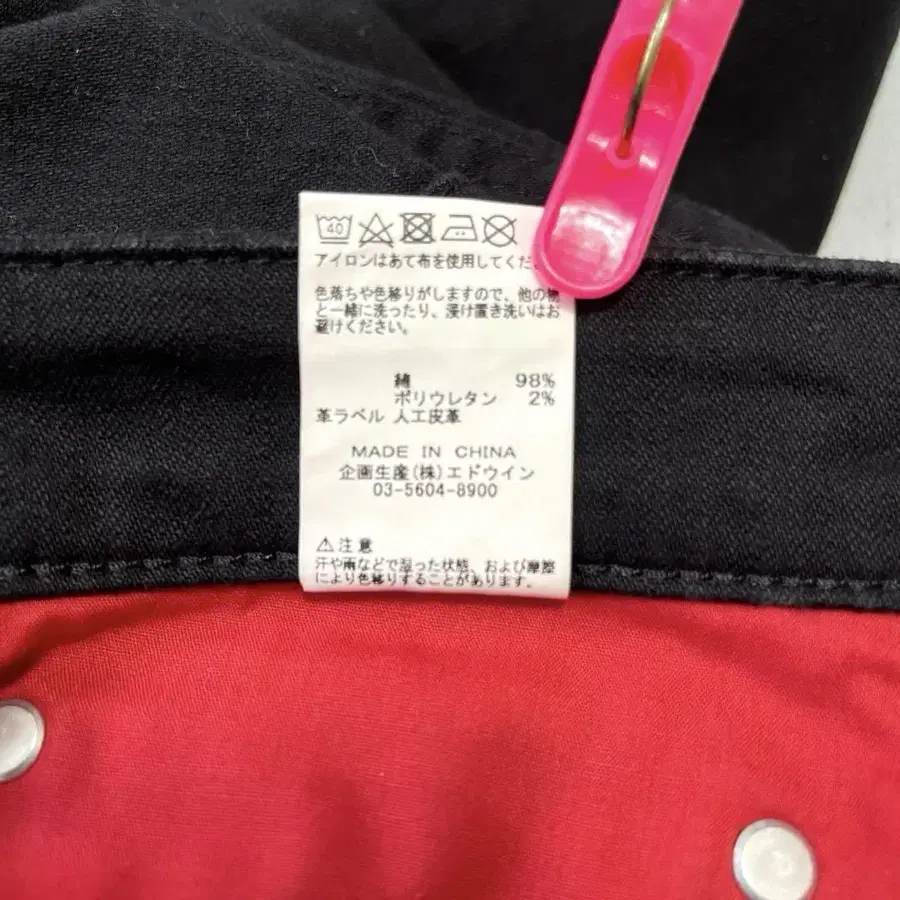 40
アイロンはあて布を使用してくだ
色落ちや色移りがしますので、他の物
と一緒に洗ったり、浸け置き洗いはお
避けください。
綿 98%
ポリウレタン 2%
革ラベル 人工皮革
MADE IN CHINA
企画生産(株)エドウイン
03-5604-8900
⚠注意
汗や雨などで湿った状態、および摩擦
により色移りすることがあります。